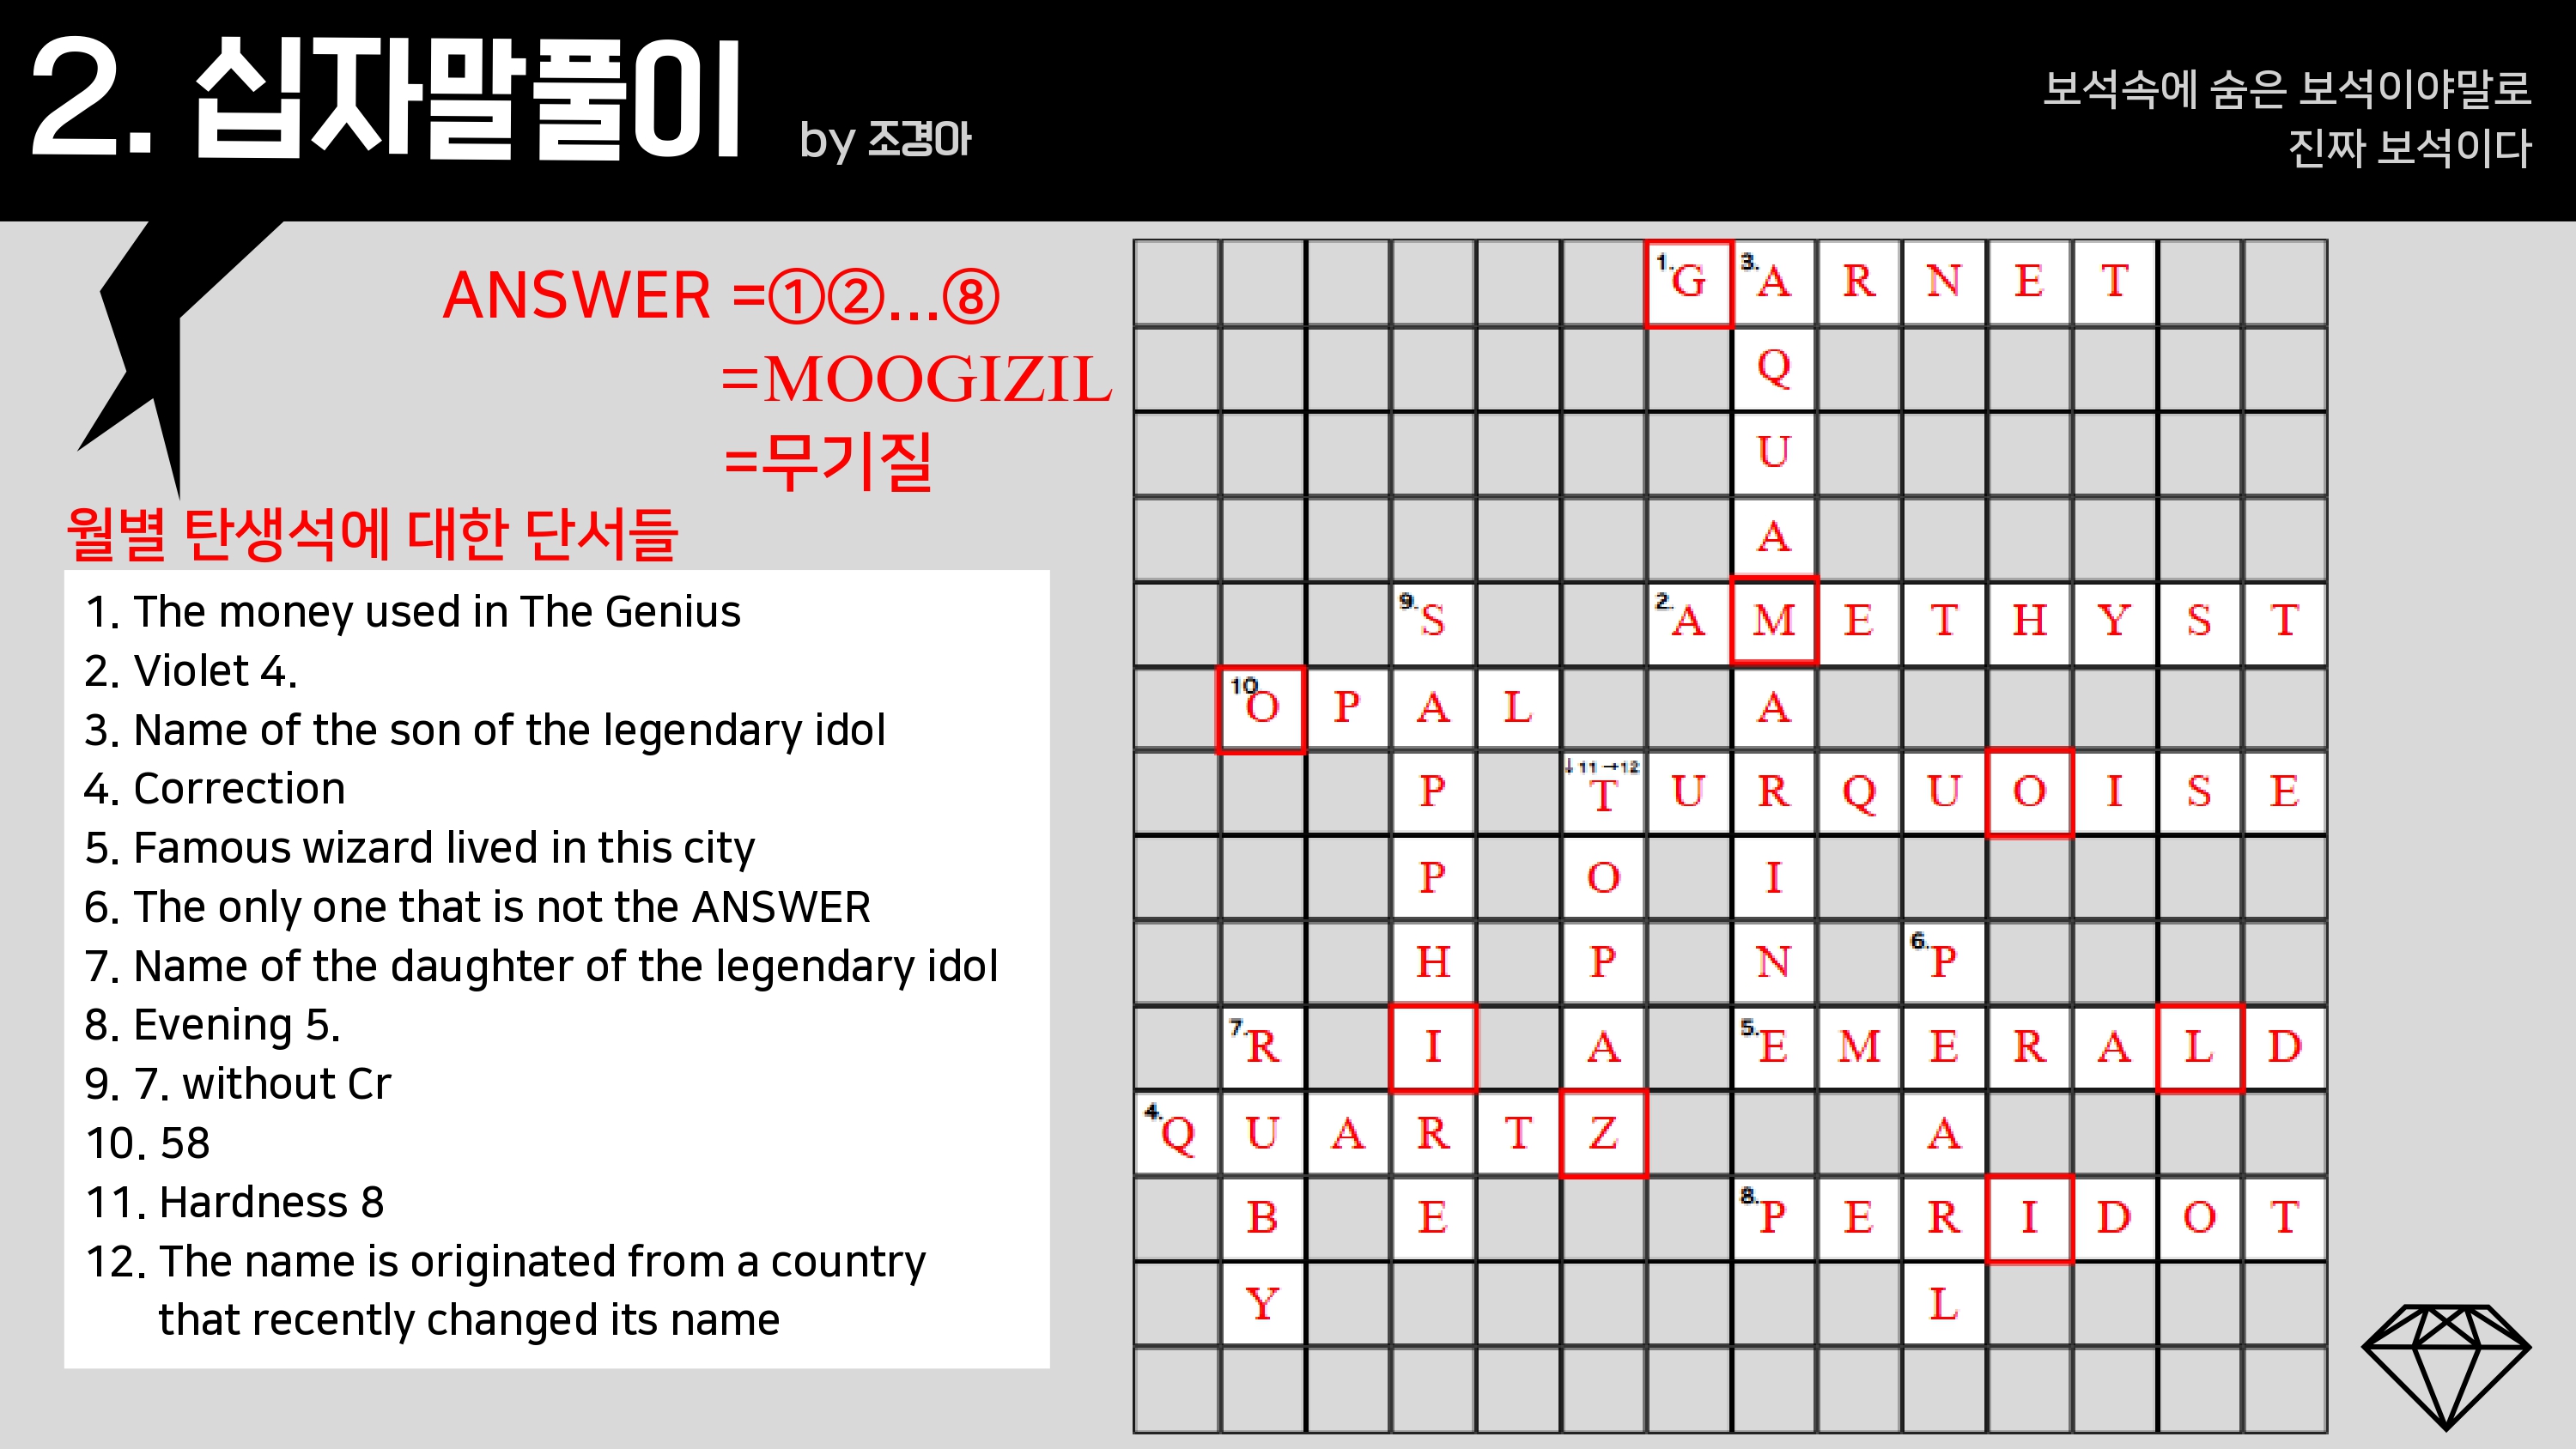 2. 십자말풀이 by 조경아
보석속에 숨은 보석이야말로
진짜 보석이다
ANSWER =①②...⑧
=MOOGIZIL
=무기질
월별 탄생석에 대한 단서들
1. The money used in The Genius
2. Violet 4.
3. Name of the son of the legendary idol
4. Correction
5. Famous wizard lived in this city
6. The only one that is not the ANSWER
7. Name of the daughter of the legendary idol
8. Evening 5.
9. 7. without Cr
10. 58
11. Hardness 8
12. The name is originated from a country
that recently changed its name
1. G 3. A R N E T
Q
U
A
9. S 2. A M E T H Y S T
10 O P A L A
P ↓11 →12 T U R Q U O I S E
P O I
H P N 6. P
7. R I A 5. E M E R A L D
4. Q U A R T Z A
B E 8. P E R I D O T
Y L